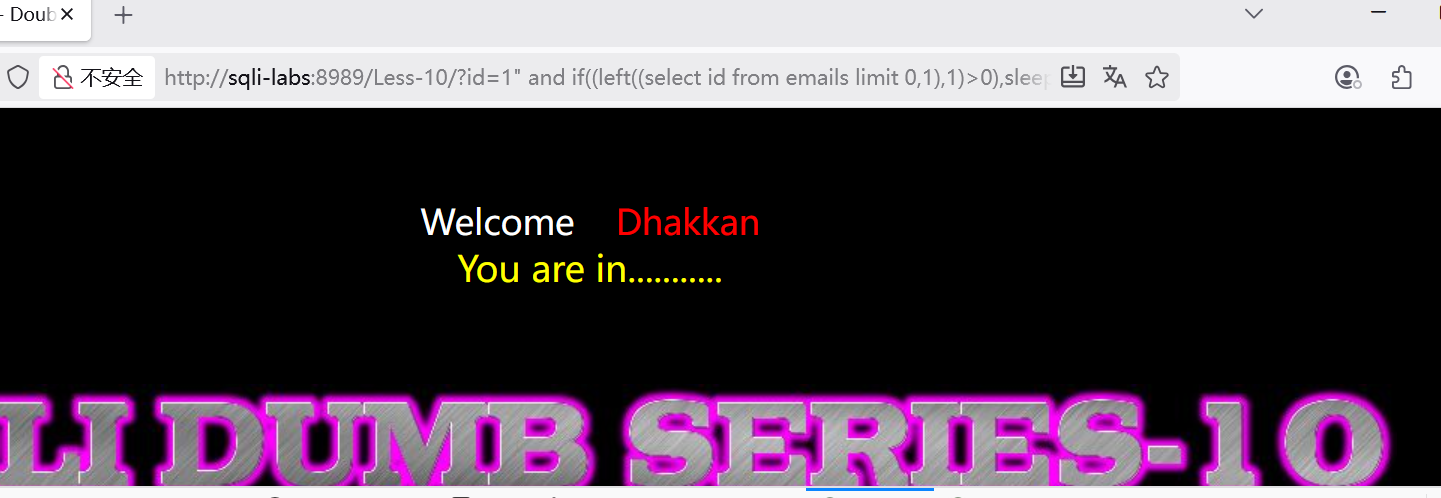 - Doub
不安全 http://sqli-labs:8989/Less-10/?id=1" and if((left((select id from emails limit 0,1),1)>0),sleep
Welcome Dhakkan
You are in...........
LI DUMB SERIES-10